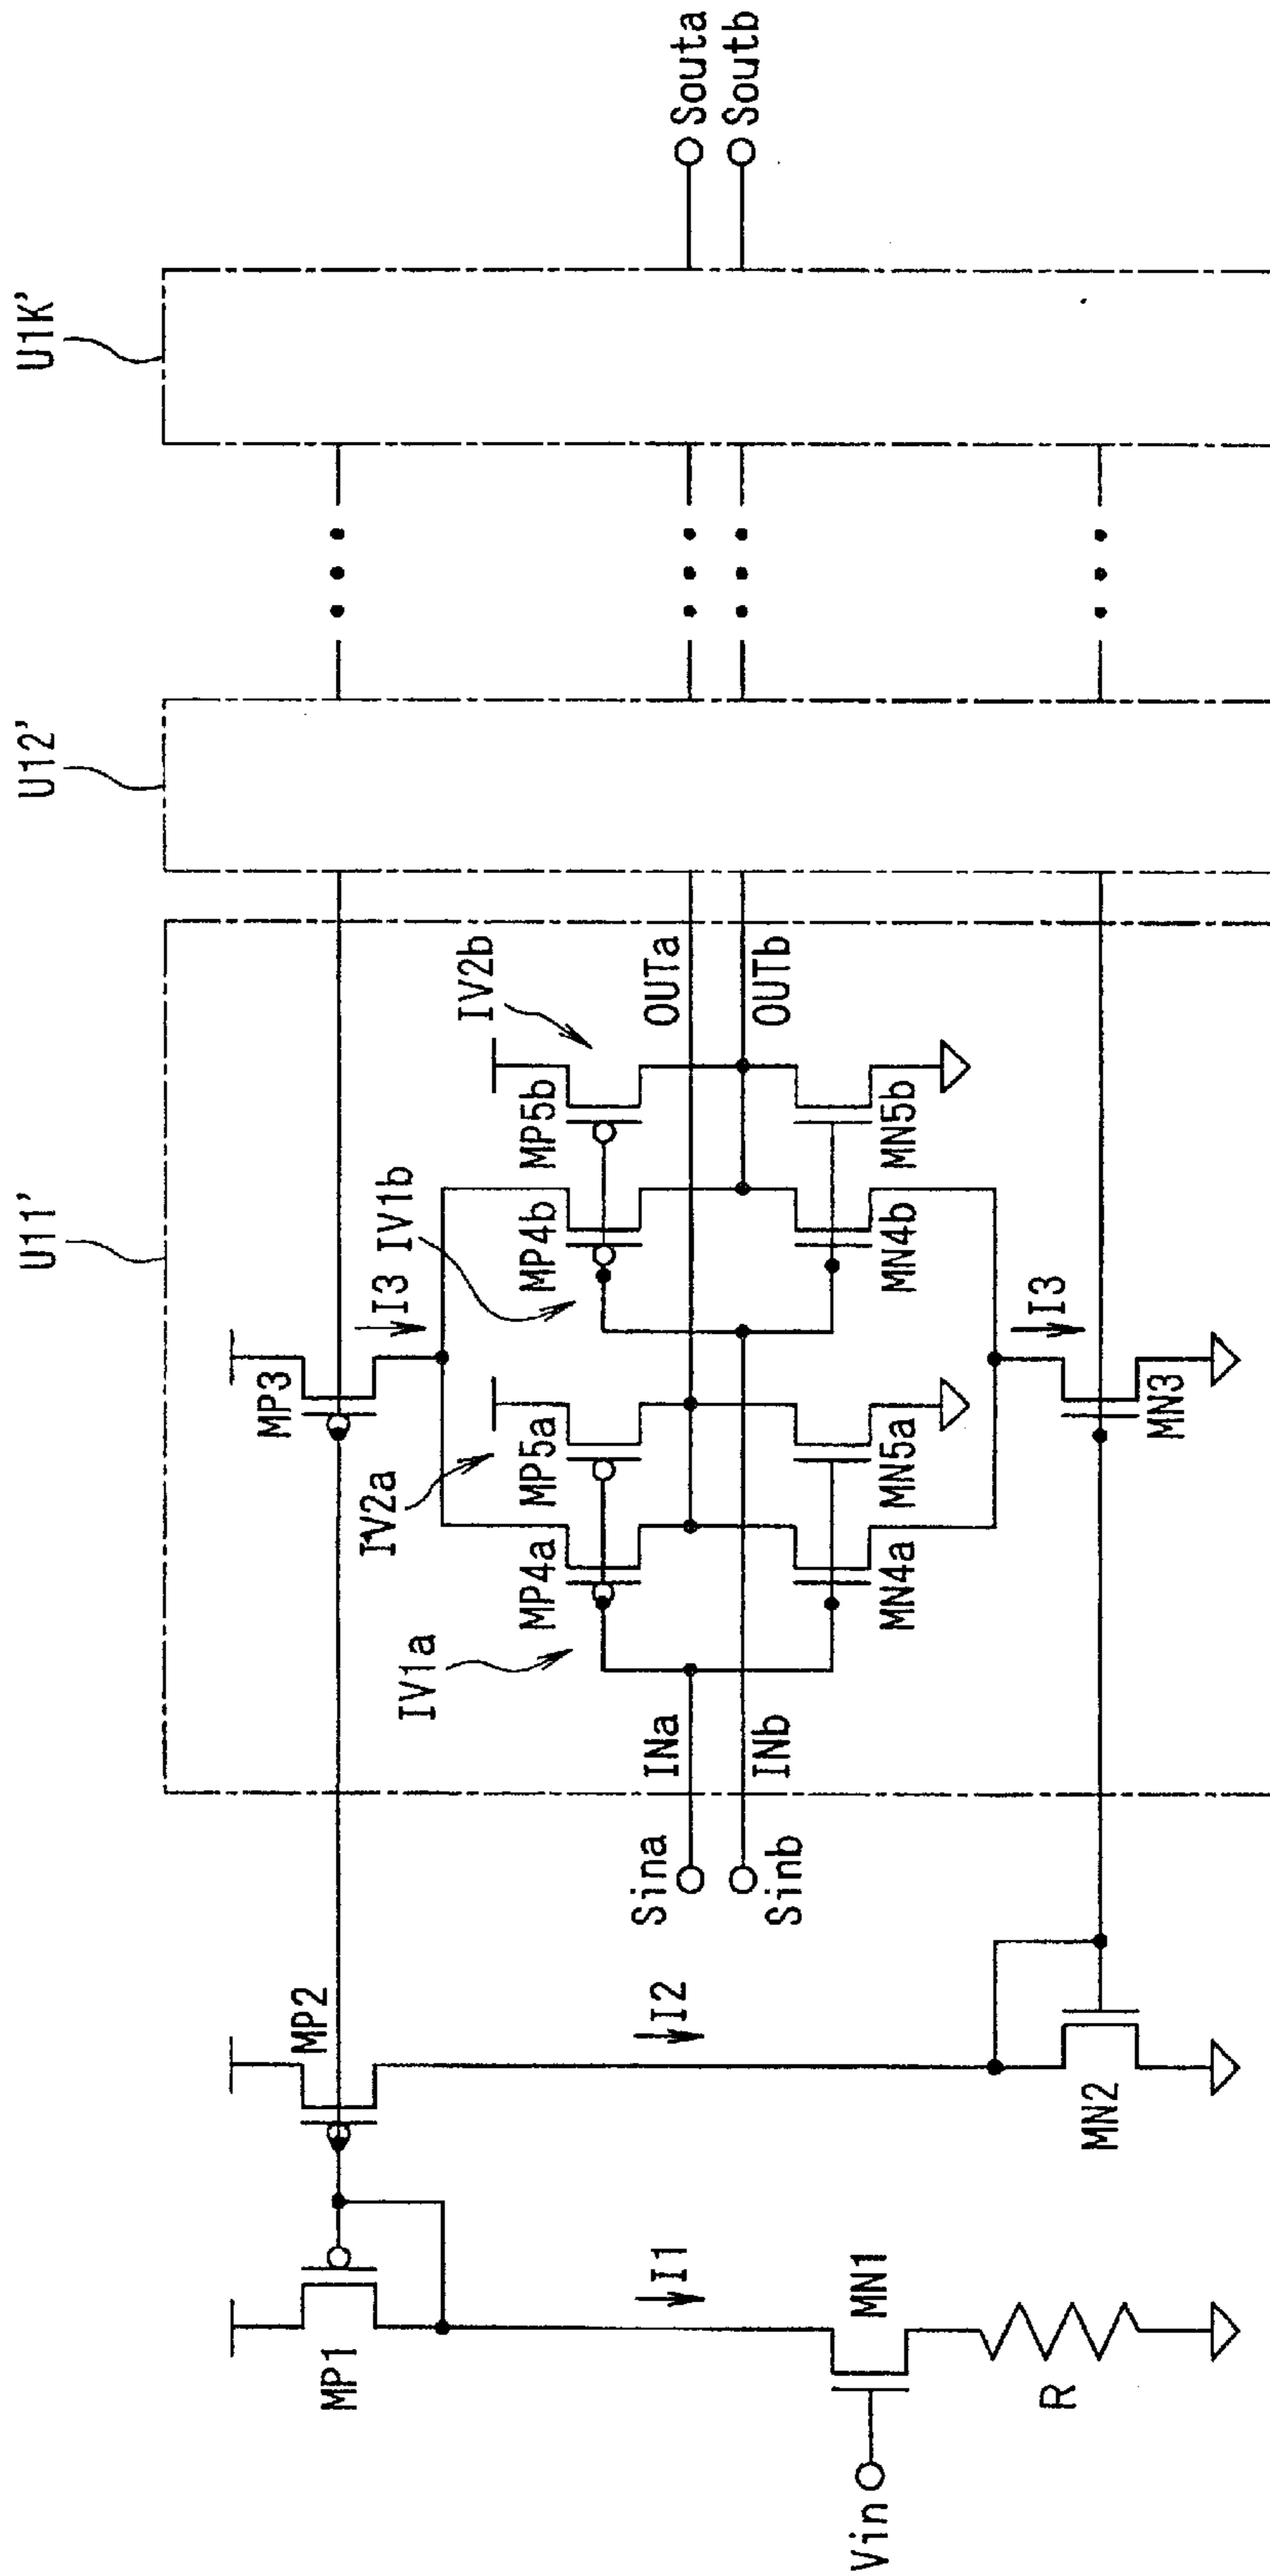 U11'
U12'
U1K'
MP1
MP2
MP3
I3
IV1b
IV2b
IV2a
IV1a
MP4a
MP5a
MP4b
MP5b
I1
I2
Sina
INa
OUTa
Souta
Sinb
INb
OUTb
Soutb
MN4a
MN5a
MN4b
MN5b
Vin
MN1
R
MN2
I3
MN3